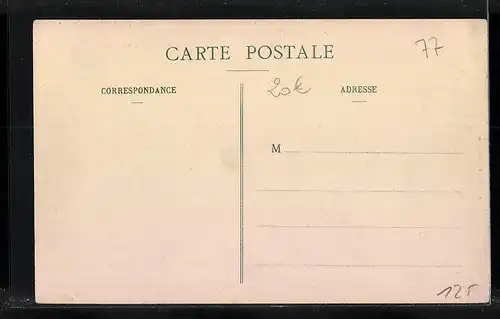 CARTE POSTALE
77
CORRESPONDANCE
20€
ADRESSE
M
125